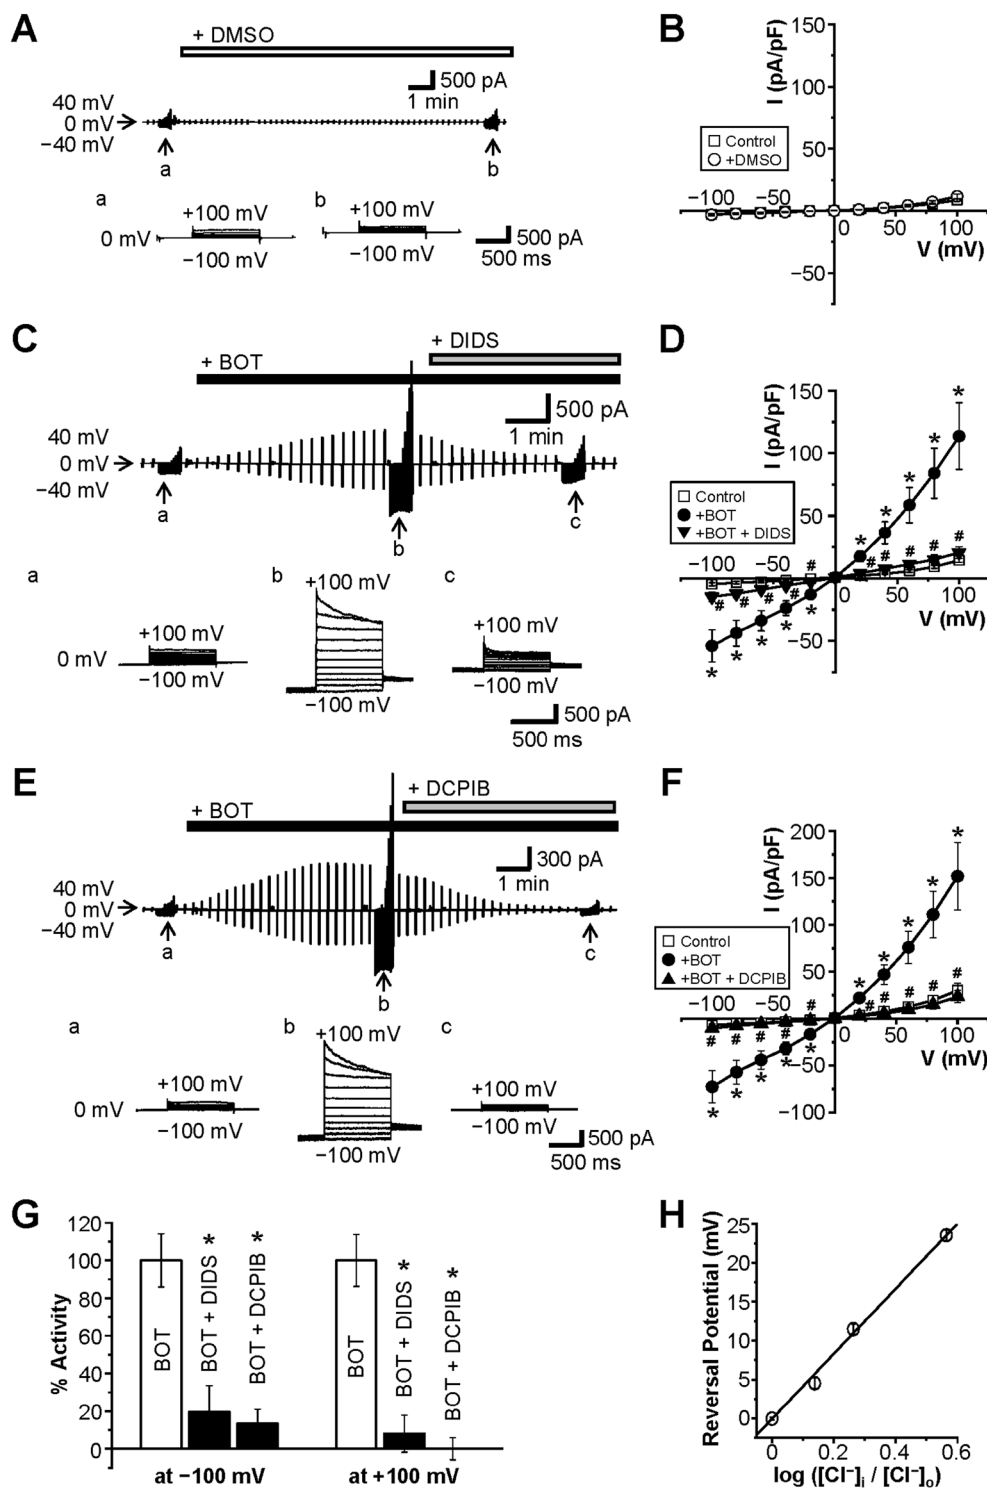 A
+ DMSO
500 pA
1 min
40 mV
0 mV
−40 mV
a
b
a
+100 mV
0 mV
−100 mV
b
+100 mV
−100 mV
500 pA
500 ms
B
I (pA/pF)
150
100
50
−50
Control
+DMSO
−100
−50
0
50
100
V (mV)
C
+ DIDS
+ BOT
500 pA
1 min
40 mV
0 mV
−40 mV
a
b
c
a
+100 mV
0 mV
−100 mV
b
+100 mV
−100 mV
c
+100 mV
−100 mV
500 pA
500 ms
D
I (pA/pF)
150
100
50
−50
Control
+BOT
+BOT + DIDS
−100
−50
0
50
100
V (mV)
* * * * *
# # # # # #
# # # #
* * * * *
E
+ DCPIB
+ BOT
300 pA
1 min
40 mV
0 mV
−40 mV
a
b
c
a
+100 mV
0 mV
−100 mV
b
+100 mV
−100 mV
c
+100 mV
−100 mV
500 pA
500 ms
F
I (pA/pF)
200
150
100
50
−50
−100
Control
+BOT
+BOT + DCPIB
−100
−50
0
50
100
V (mV)
* * * * *
# # # # # #
# # # #
* * * * *
G
% Activity
120
100
80
60
40
20
0
BOT
BOT + DIDS *
BOT + DCPIB *
BOT
BOT + DIDS *
BOT + DCPIB *
at −100 mV
at +100 mV
H
Reversal Potential (mV)
25
20
15
10
5
0
0
0.2
0.4
0.6
log ([Cl⁻]i / [Cl⁻]o)